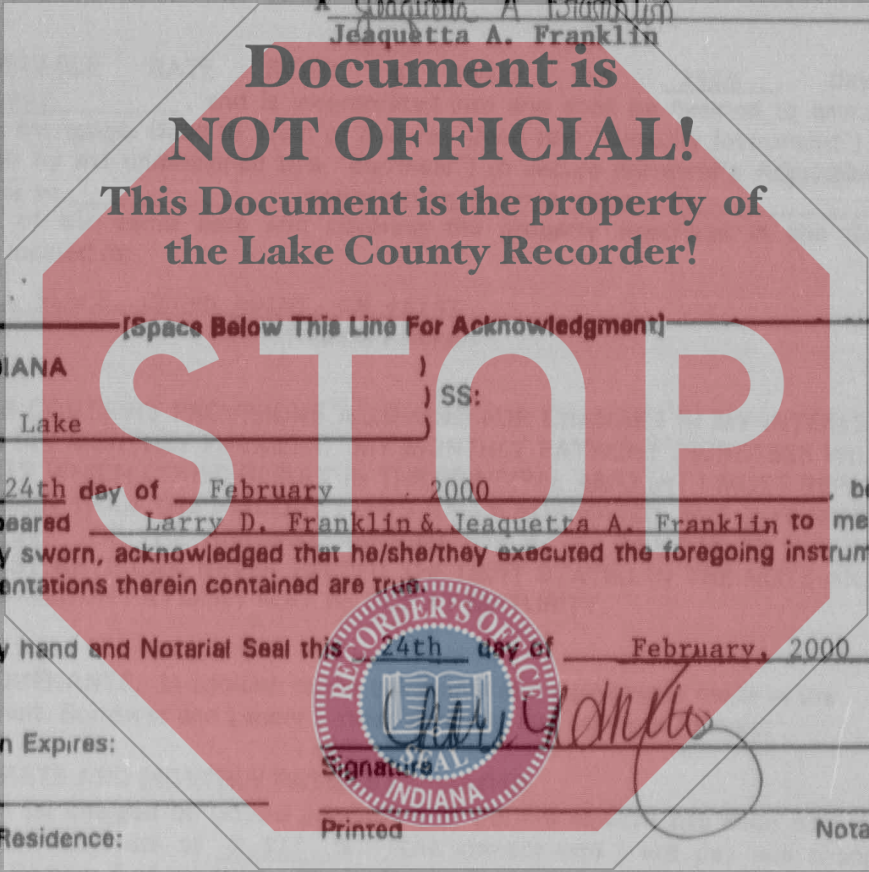 Jeaquetta A. Franklin
Jeaquetta A. Franklin
Document is
NOT OFFICIAL!
This Document is the property of
the Lake County Recorder!
[Space Below This Line For Acknowledgment]
IANA )
) SS:
Lake )
STOP
24th day of February, 2000, be
peared Larry D. Franklin & Jeaquetta A. Franklin to me
y sworn, acknowledged that he/she/they executed the foregoing instrum
entations therein contained are true.
y hand and Notarial Seal this 24th day of February, 2000
RECORDER'S OFFICE
SEAL
INDIANA
n Expires:
Signature
Residence:
Printed
Nota